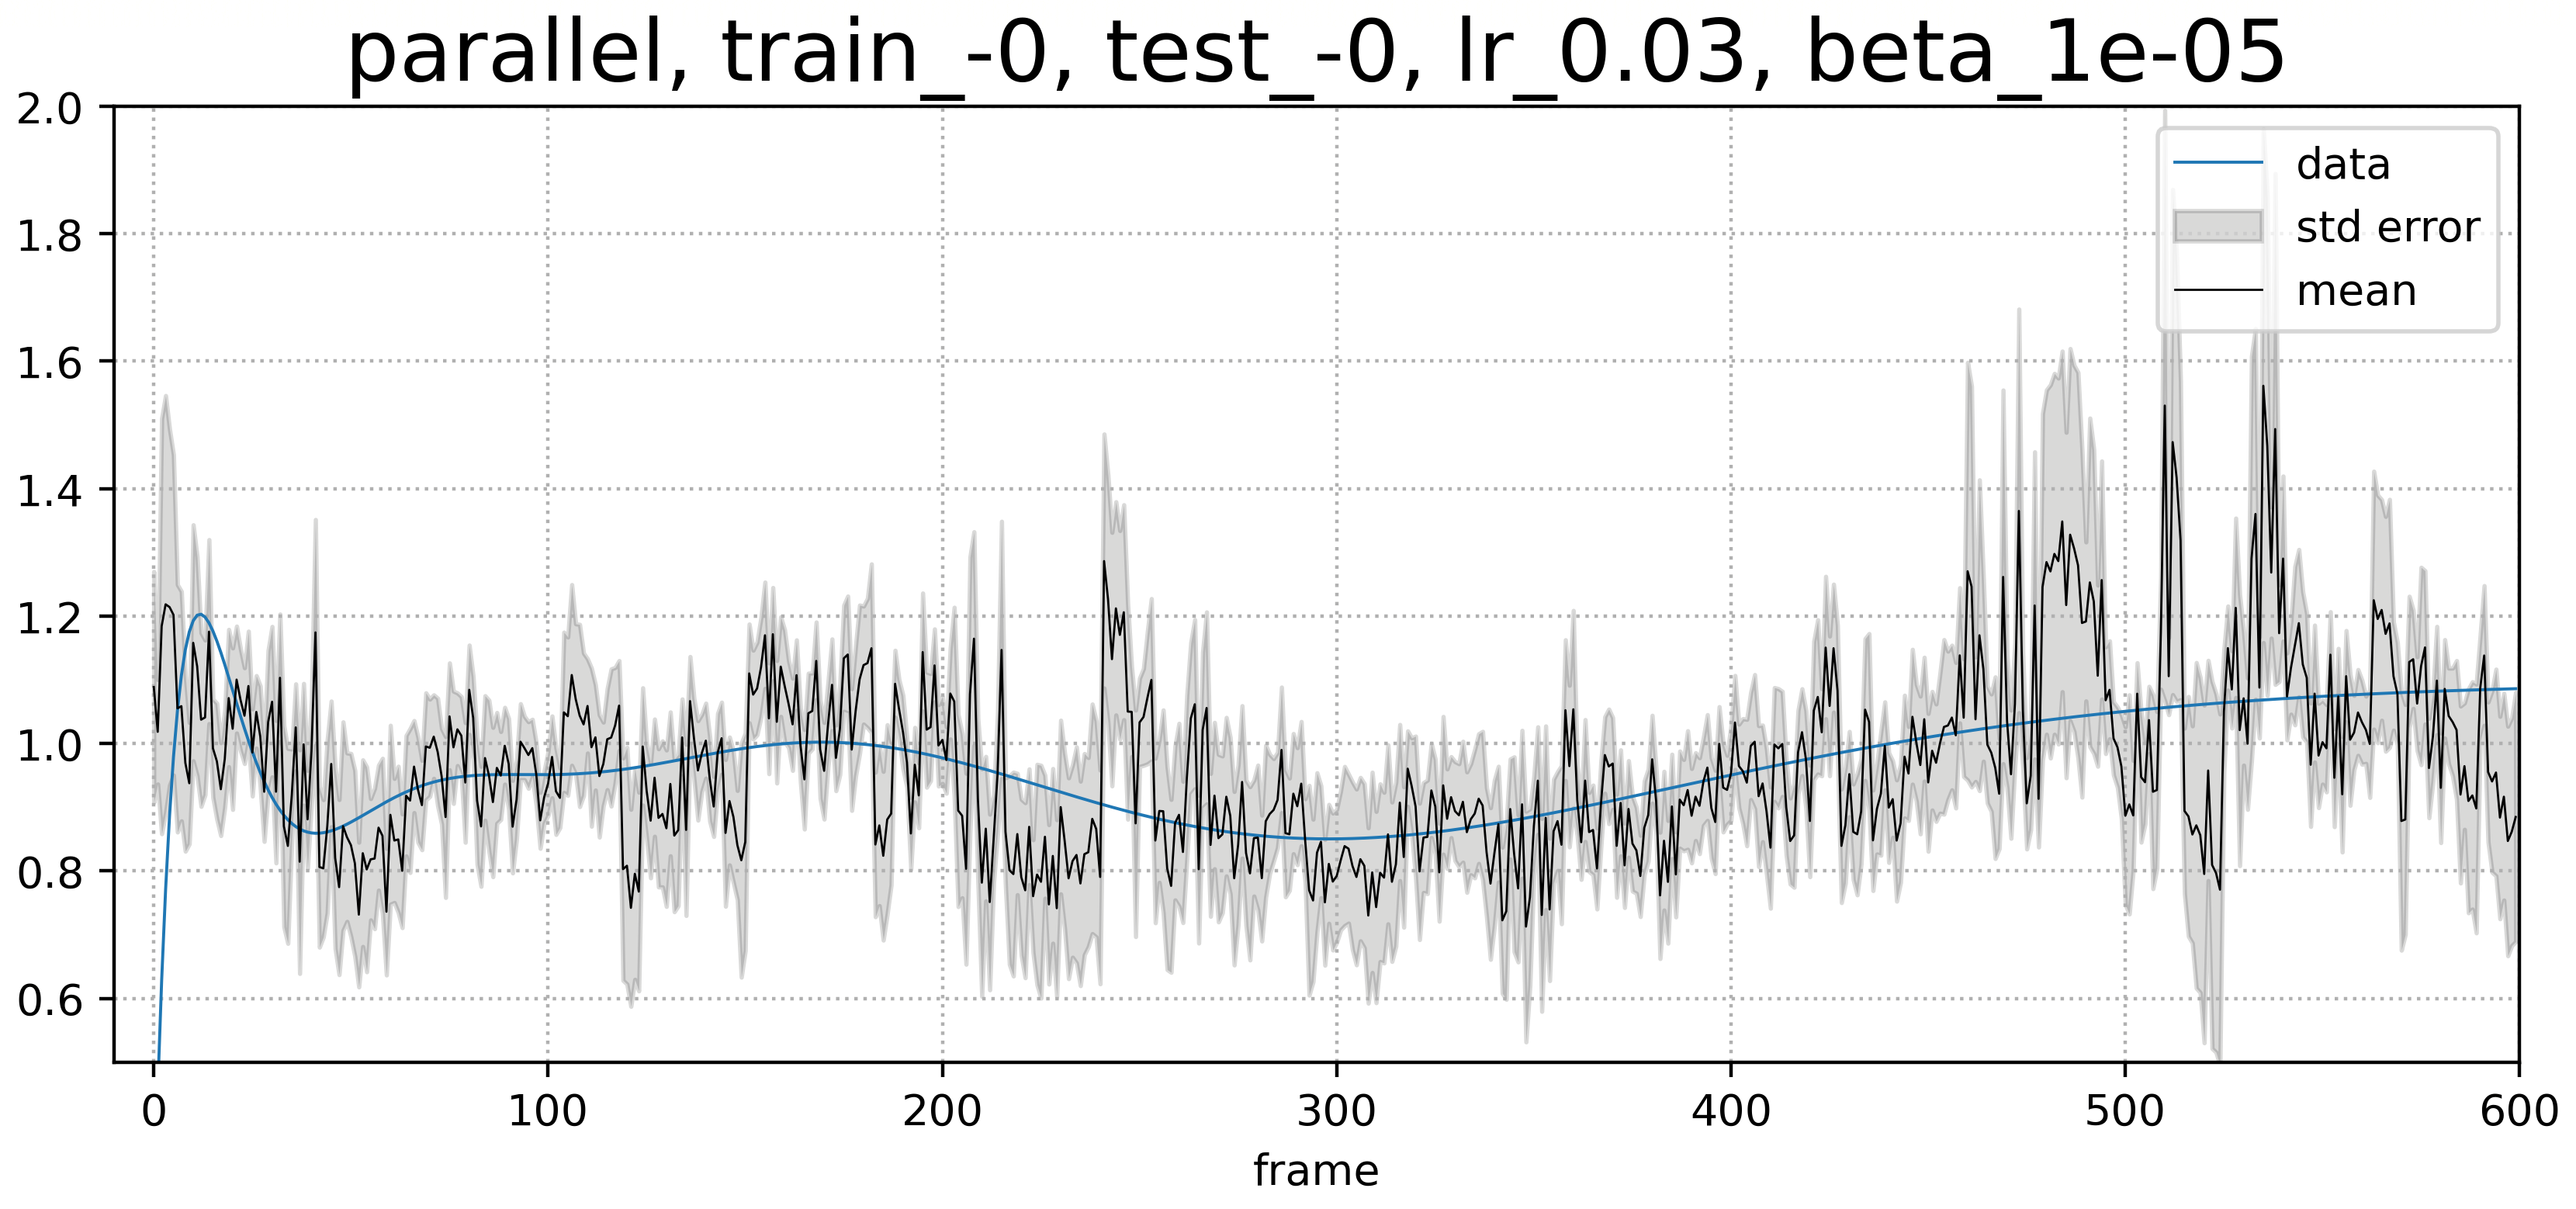 parallel, train_-0, test_-0, lr_0.03, beta_1e-05
2.0
1.8
1.6
1.4
1.2
1.0
0.8
0.6
data
std error
mean
0 100 200 300 400 500 600
frame